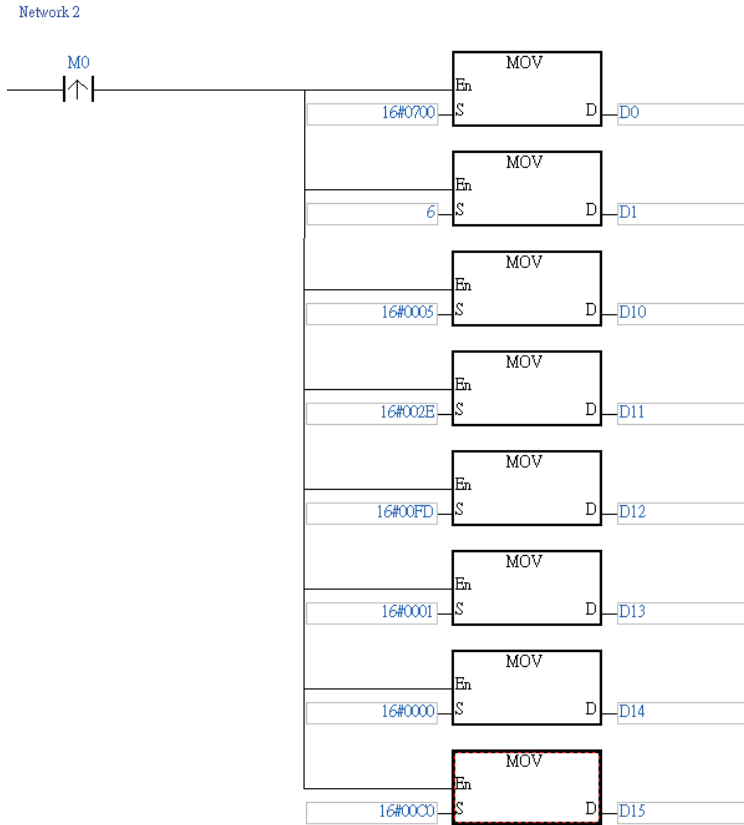 Network 2
M0
MOV
En
16#0700 S D D0
MOV
En
6 S D D1
MOV
En
16#0005 S D D10
MOV
En
16#002E S D D11
MOV
En
16#00FD S D D12
MOV
En
16#0001 S D D13
MOV
En
16#0000 S D D14
MOV
En
16#00C0 S D D15